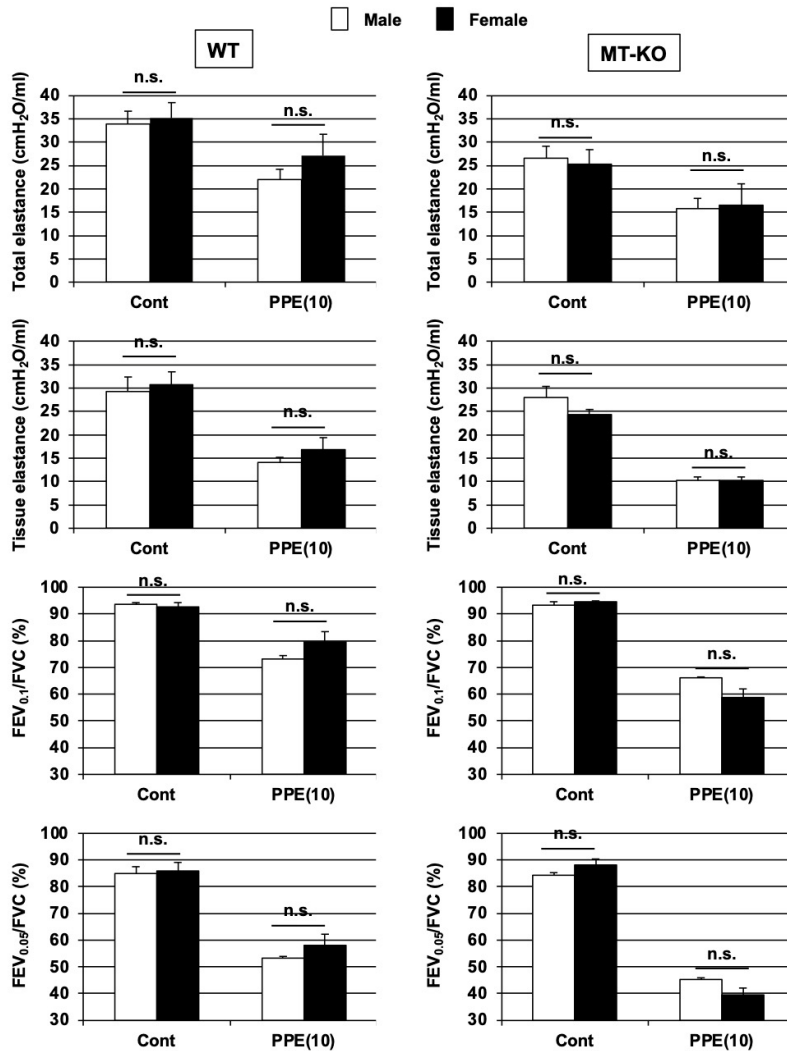 Male Female
WT
MT-KO
Total elastance (cmH₂O/ml)
40
35
30
25
20
15
10
5
0
n.s.
n.s.
Cont PPE(10)
Total elastance (cmH₂O/ml)
40
35
30
25
20
15
10
5
0
n.s.
n.s.
Cont PPE(10)
Tissue elastance (cmH₂O/ml)
40
35
30
25
20
15
10
5
0
n.s.
n.s.
Cont PPE(10)
Tissue elastance (cmH₂O/ml)
40
35
30
25
20
15
10
5
0
n.s.
n.s.
Cont PPE(10)
FEV₀.₁/FVC (%)
100
90
80
70
60
50
40
30
n.s.
n.s.
Cont PPE(10)
FEV₀.₁/FVC (%)
100
90
80
70
60
50
40
30
n.s.
n.s.
Cont PPE(10)
FEV₀.₀₅/FVC (%)
100
90
80
70
60
50
40
30
n.s.
n.s.
Cont PPE(10)
FEV₀.₀₅/FVC (%)
100
90
80
70
60
50
40
30
n.s.
n.s.
Cont PPE(10)